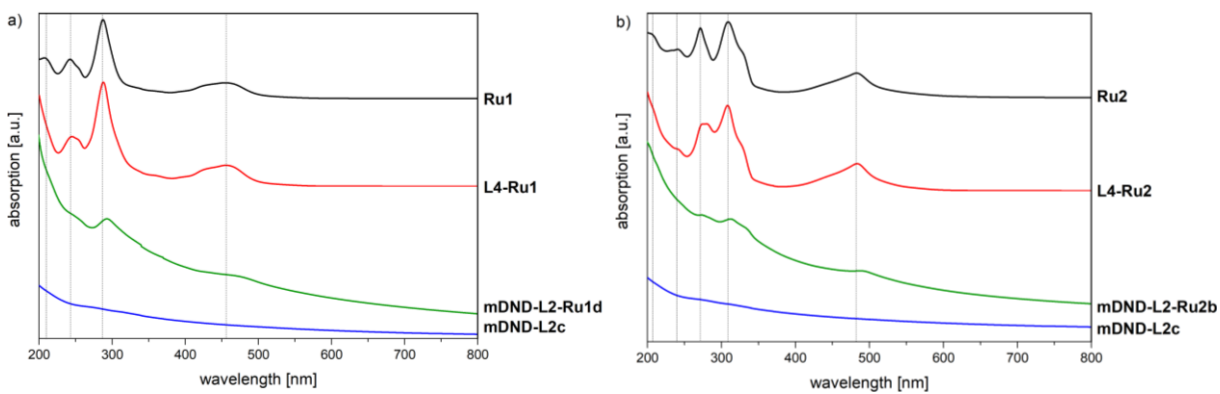 a)
absorption [a.u.]
Ru1
L4-Ru1
mDND-L2-Ru1d
mDND-L2c
200 300 400 500 600 700 800
wavelength [nm]
b)
absorption [a.u.]
Ru2
L4-Ru2
mDND-L2-Ru2b
mDND-L2c
200 300 400 500 600 700 800
wavelength [nm]